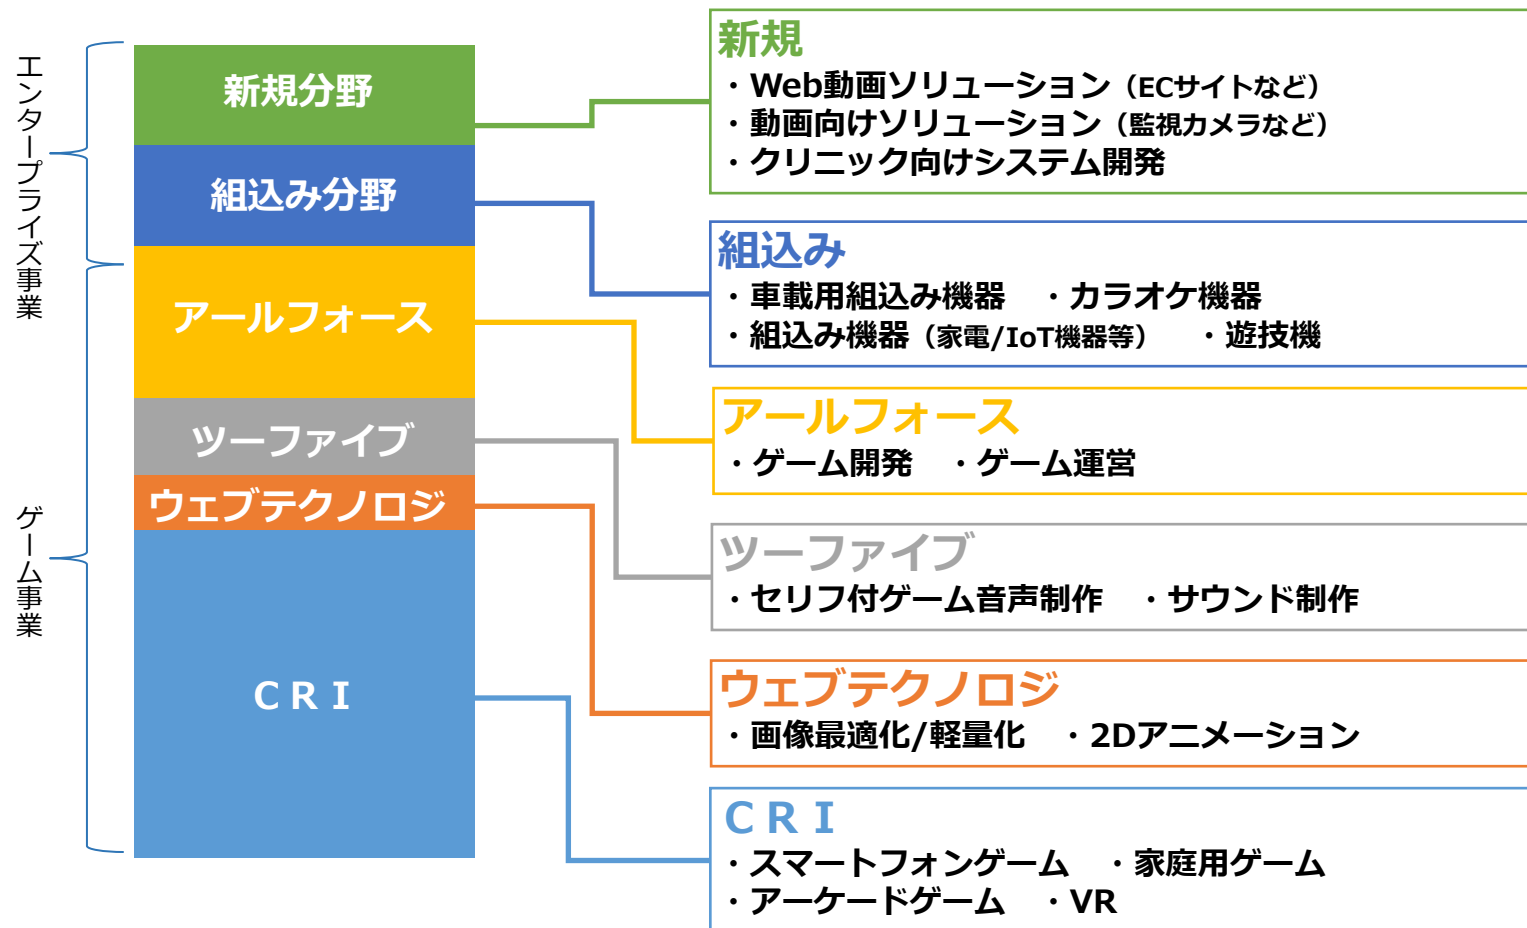 エンタープライズ事業
ゲーム事業
新規分野
組込み分野
アールフォース
ツーファイブ
ウェブテクノロジ
ＣＲＩ
新規
・Web動画ソリューション（ECサイトなど）
・動画向けソリューション（監視カメラなど）
・クリニック向けシステム開発
組込み
・車載用組込み機器　・カラオケ機器
・組込み機器（家電/IoT機器等）　・遊技機
アールフォース
・ゲーム開発　・ゲーム運営
ツーファイブ
・セリフ付ゲーム音声制作　・サウンド制作
ウェブテクノロジ
・画像最適化/軽量化　・2Dアニメーション
ＣＲＩ
・スマートフォンゲーム　・家庭用ゲーム
・アーケードゲーム　・VR